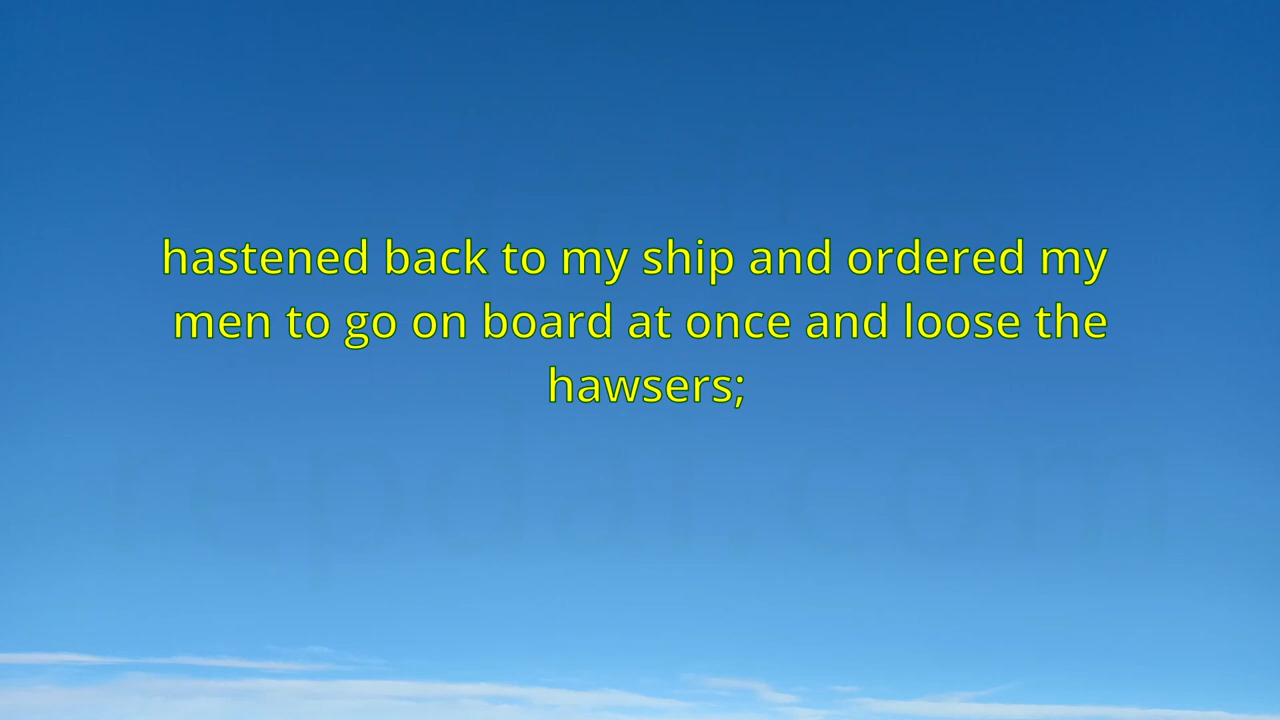 hastened back to my ship and ordered my
men to go on board at once and loose the
hawsers;